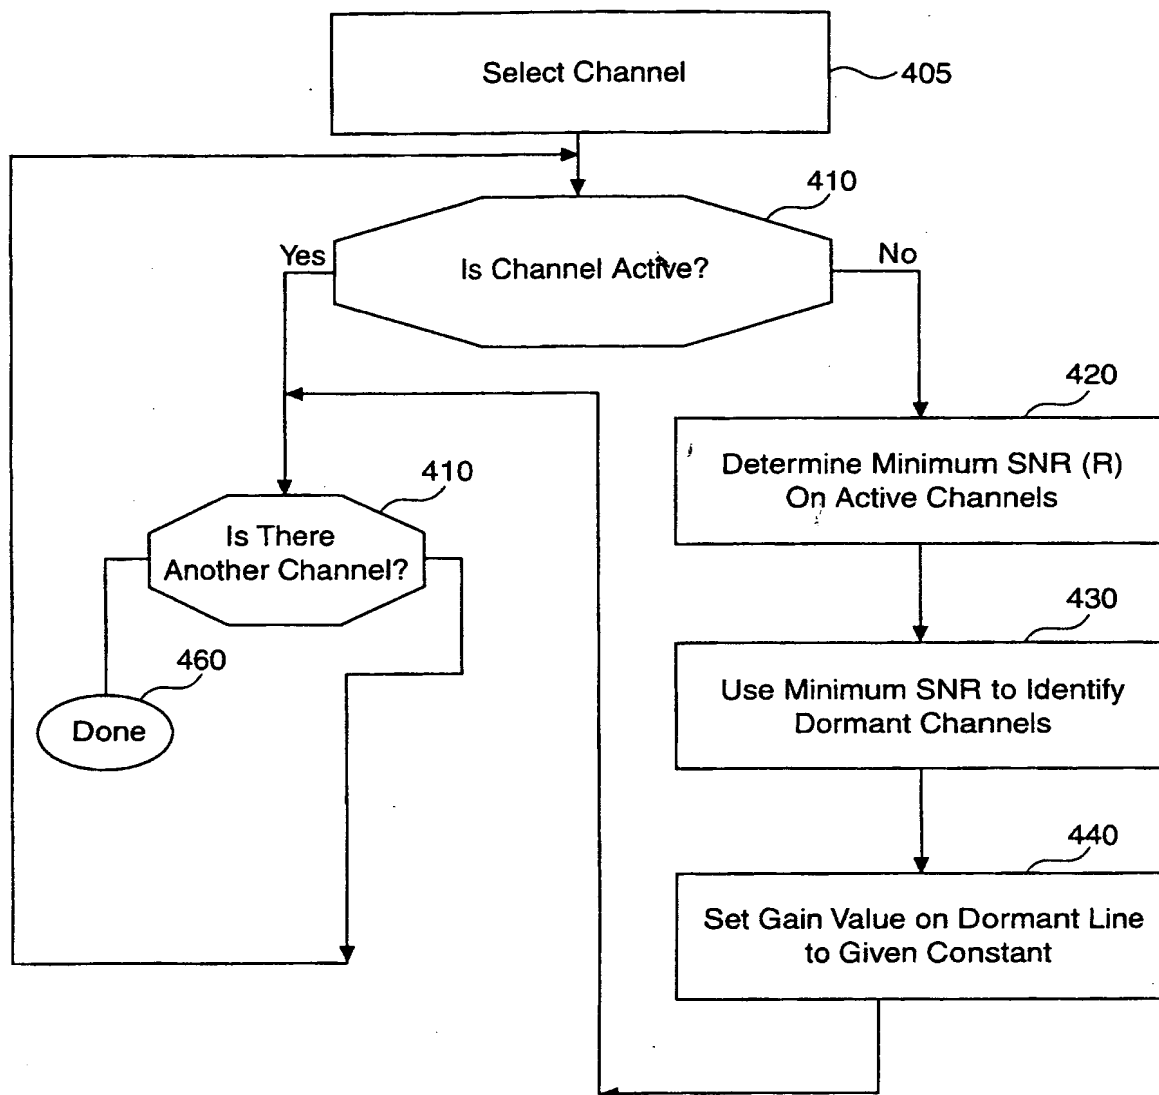 Select Channel
405
410
Yes
Is Channel Active?
No
420
Determine Minimum SNR (R)
On Active Channels
410
Is There
Another Channel?
430
Use Minimum SNR to Identify
Dormant Channels
460
Done
440
Set Gain Value on Dormant Line
to Given Constant